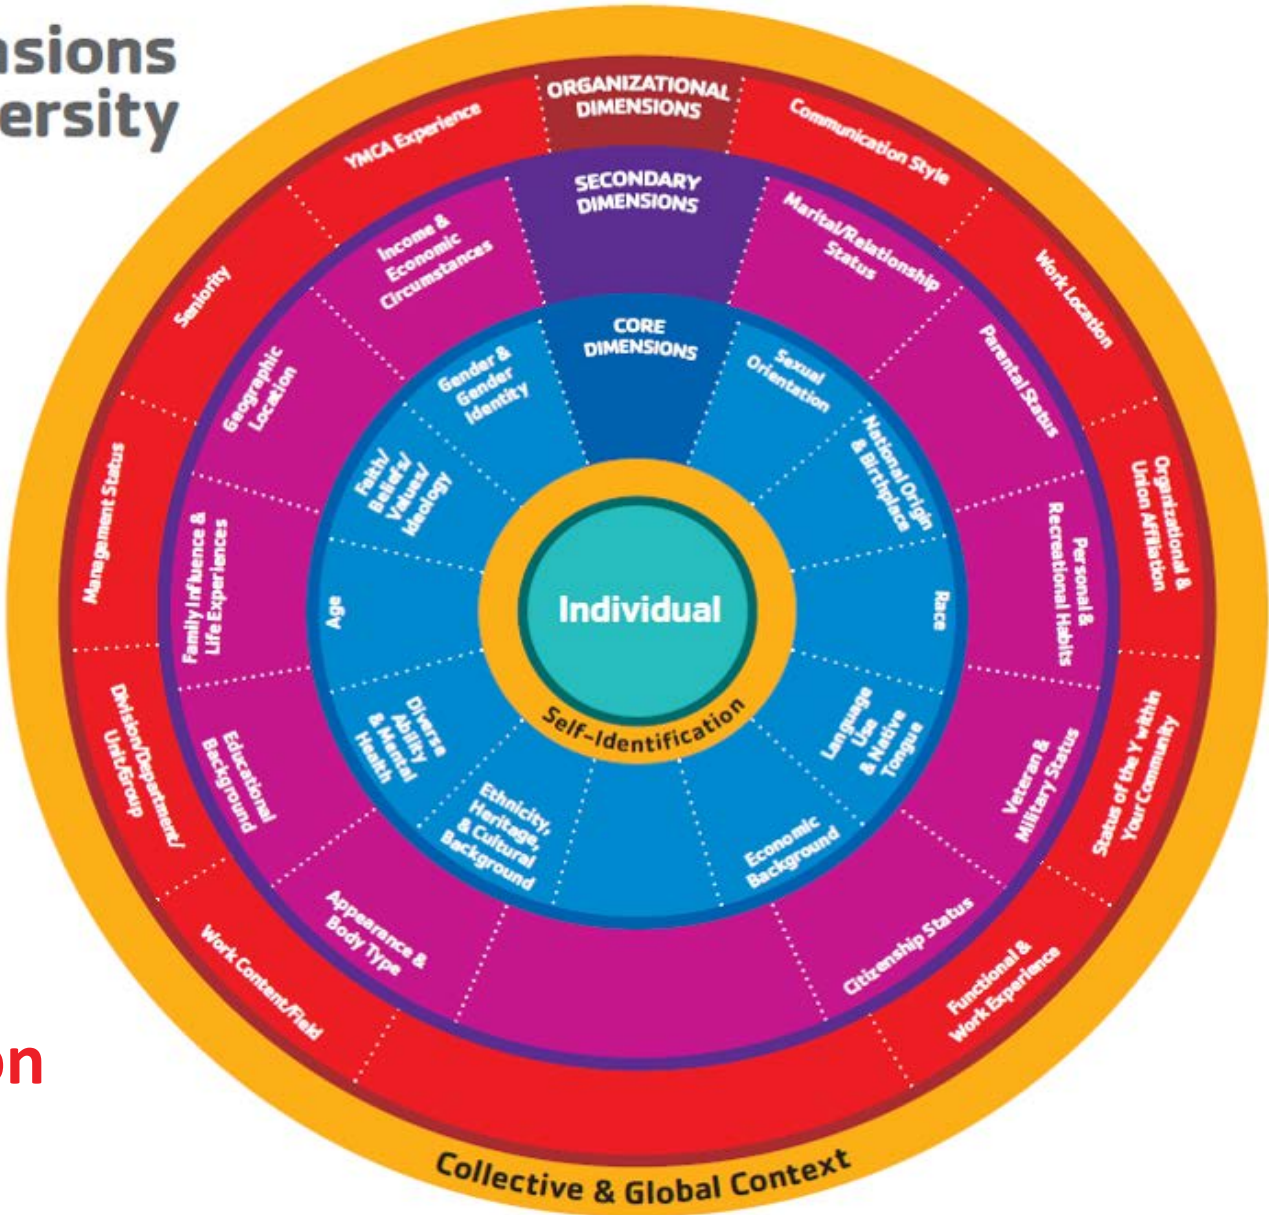 nsions
ersity
ORGANIZATIONAL
DIMENSIONS
Communication Style
Work Location
Organizational &
Union Affiliation
Status of the Y within
Your Community
Functional &
Work Experience
Work Content/Field
Division/Department/
Unit/Group
Management Status
Seniority
YMCA Experience
SECONDARY
DIMENSIONS
Marital/Relationship
Status
Parental Status
Personal &
Recreational Habits
Veteran &
Military Status
Citizenship Status
Appearance &
Body Type
Educational
Background
Family Influence &
Life Experiences
Geographic
Location
Income &
Economic
Circumstances
CORE
DIMENSIONS
Sexual
Orientation
National Origin
& Birthplace
Race
Language
Use
& Native
Tongue
Economic
Background
Ethnicity,
Heritage,
& Cultural
Background
Diverse
Ability
& Mental
Health
Age
Faith/
Beliefs/
Values/
Ideology
Gender &
Gender
Identity
Individual
Self-Identification
on
Collective & Global Context